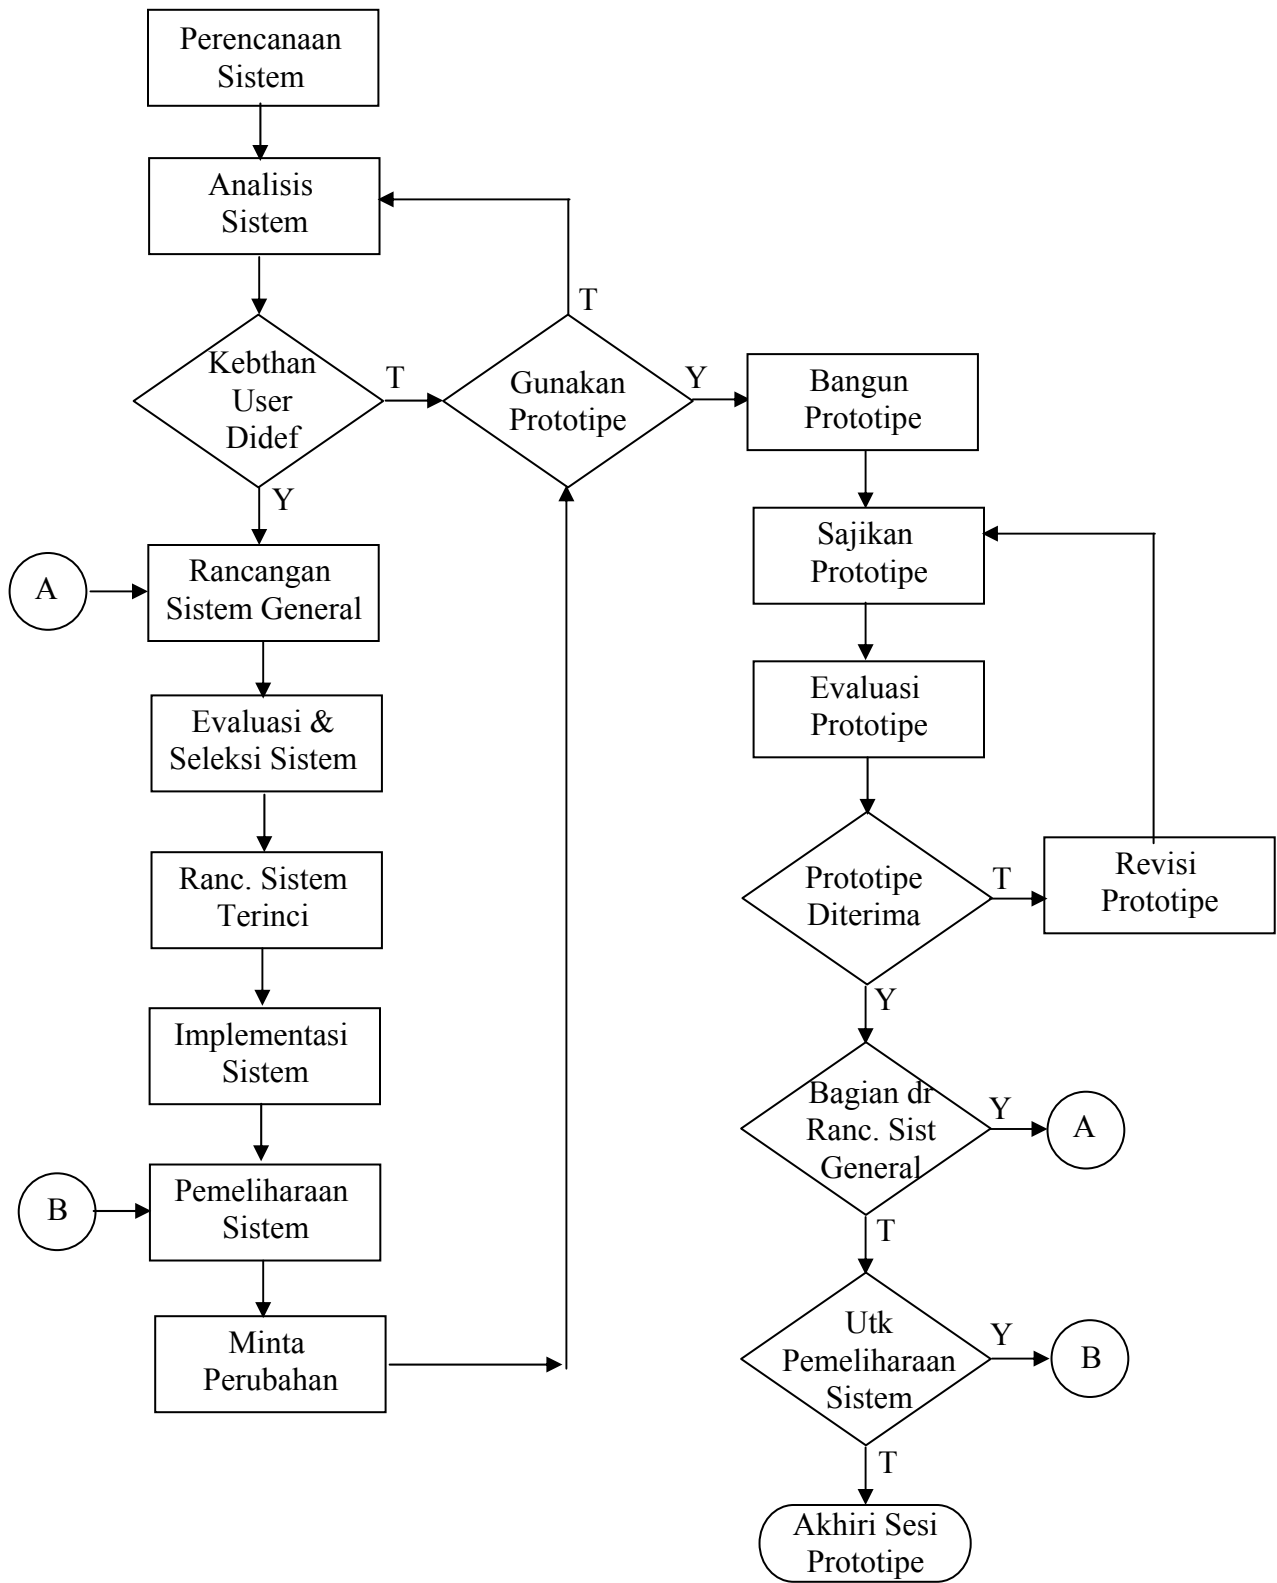 Perencanaan
Sistem
Analisis
Sistem
Kebthan
User
Didef
T
Y
Gunakan
Prototipe
T
Y
A
Rancangan
Sistem General
Evaluasi &
Seleksi Sistem
Ranc. Sistem
Terinci
Implementasi
Sistem
B
Pemeliharaan
Sistem
Minta
Perubahan
Bangun
Prototipe
Sajikan
Prototipe
Evaluasi
Prototipe
Prototipe
Diterima
T
Revisi
Prototipe
Y
Bagian dr
Ranc. Sist
General
Y
A
T
Utk
Pemeliharaan
Sistem
Y
B
T
Akhiri Sesi
Prototipe